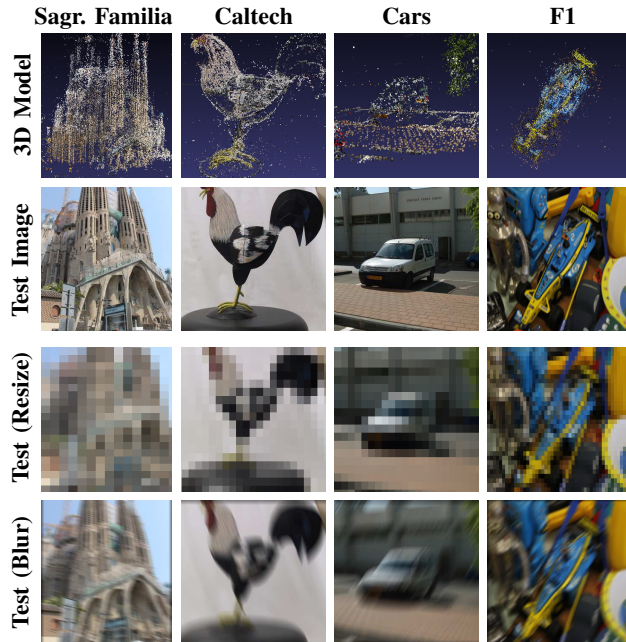 Sagr. Familia Caltech Cars F1
3D Model
Test Image
Test (Resize)
Test (Blur)